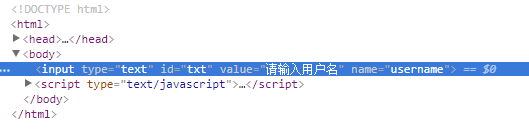 <!DOCTYPE html>
<html>
▶<head>…</head>
▼<body>
… <input type="text" id="txt" value="请输入用户名" name="username"> == $0
▶<script type="text/javascript">…</script>
</body>
</html>